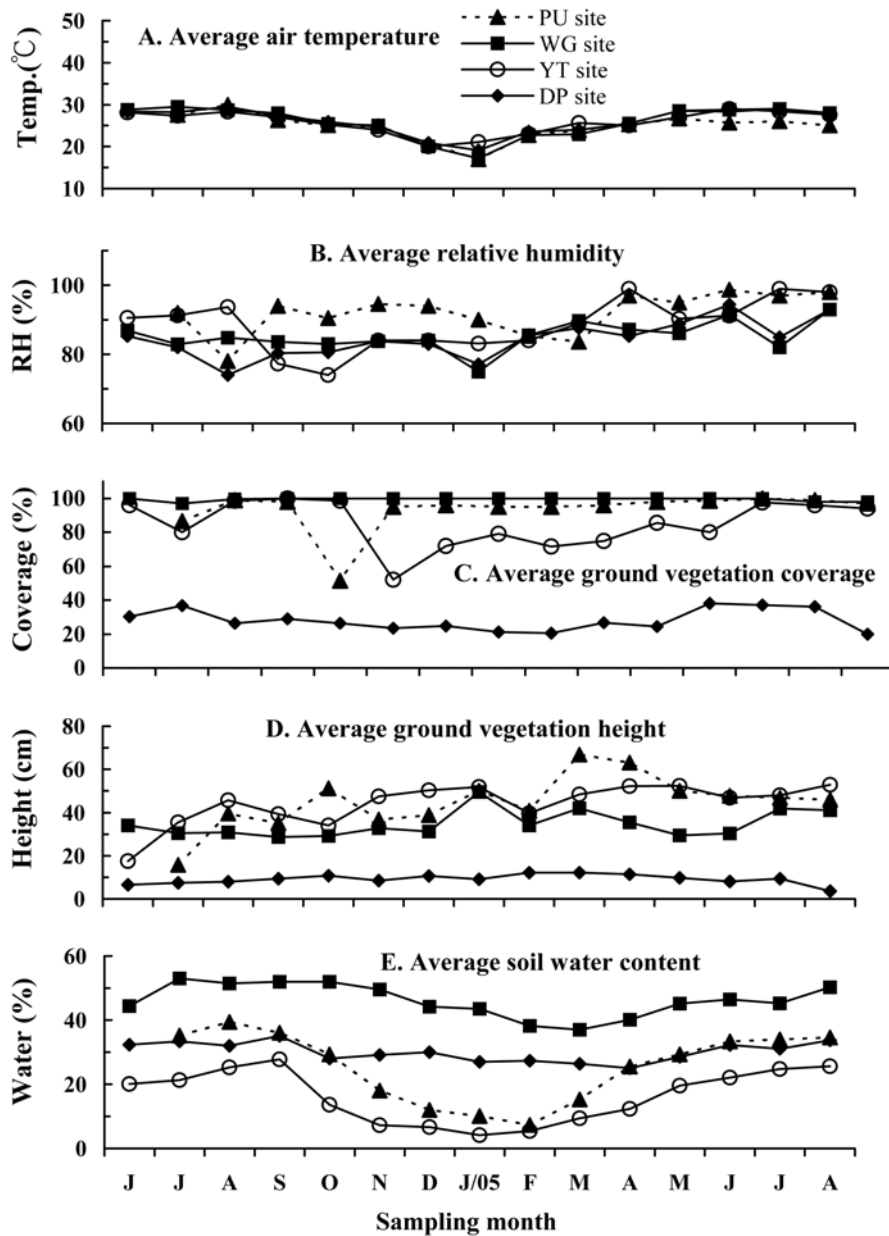 50
40
30
20
10
Temp.(℃)
A. Average air temperature
PU site
WG site
YT site
DP site
B. Average relative humidity
100
80
60
RH (%)
100
80
60
40
20
0
Coverage (%)
C. Average ground vegetation coverage
D. Average ground vegetation height
80
60
40
20
0
Height (cm)
E. Average soil water content
60
40
20
0
Water (%)
J J A S O N D J/05 F M A M J J A
Sampling month